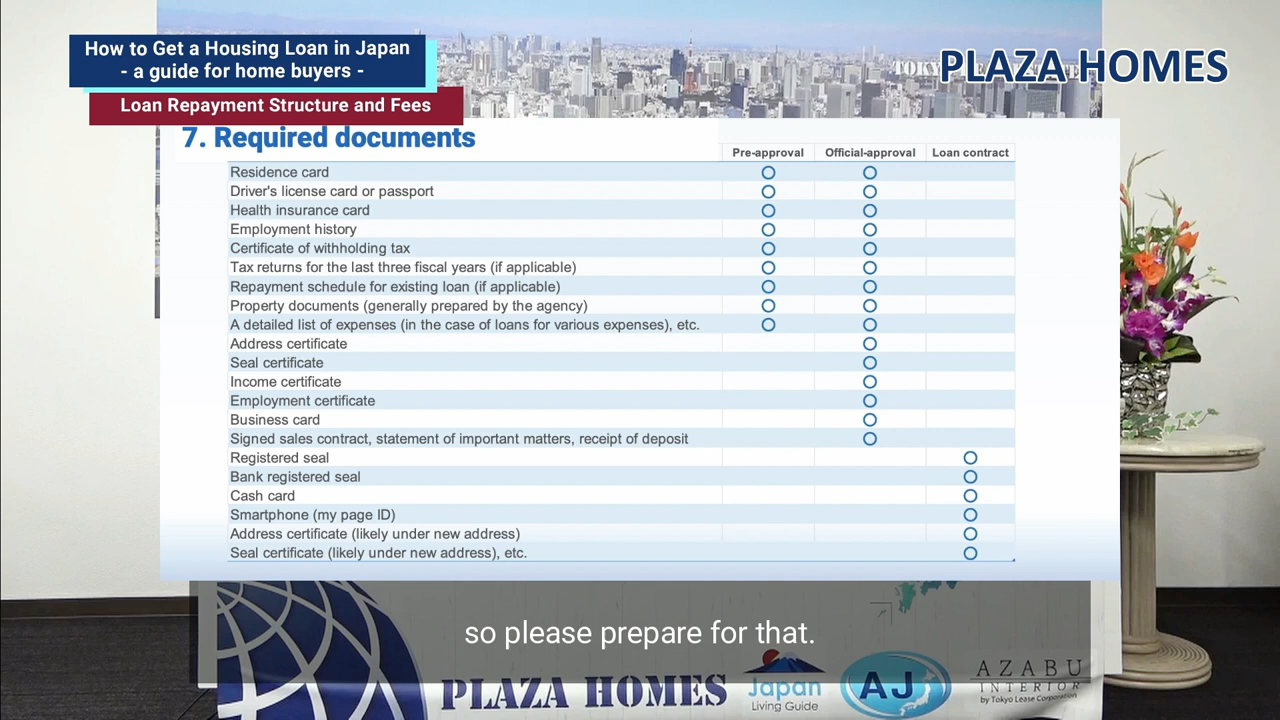 How to Get a Housing Loan in Japan
- a guide for home buyers -
Loan Repayment Structure and Fees
PLAZA HOMES
TOKY
7. Required documents
Pre-approval Official-approval Loan contract
Residence card ○ ○
Driver's license card or passport ○ ○
Health insurance card ○ ○
Employment history ○ ○
Certificate of withholding tax ○ ○
Tax returns for the last three fiscal years (if applicable) ○ ○
Repayment schedule for existing loan (if applicable) ○ ○
Property documents (generally prepared by the agency) ○ ○
A detailed list of expenses (in the case of loans for various expenses), etc. ○ ○
Address certificate ○
Seal certificate ○
Income certificate ○
Employment certificate ○
Business card ○
Signed sales contract, statement of important matters, receipt of deposit ○
Registered seal ○
Bank registered seal ○
Cash card ○
Smartphone (my page ID) ○
Address certificate (likely under new address) ○
Seal certificate (likely under new address), etc. ○
so please prepare for that.
PLAZA HOMES
Japan
Living Guide
AJ
AZABU
INTERIOR
by Tokyo Lease Corporation